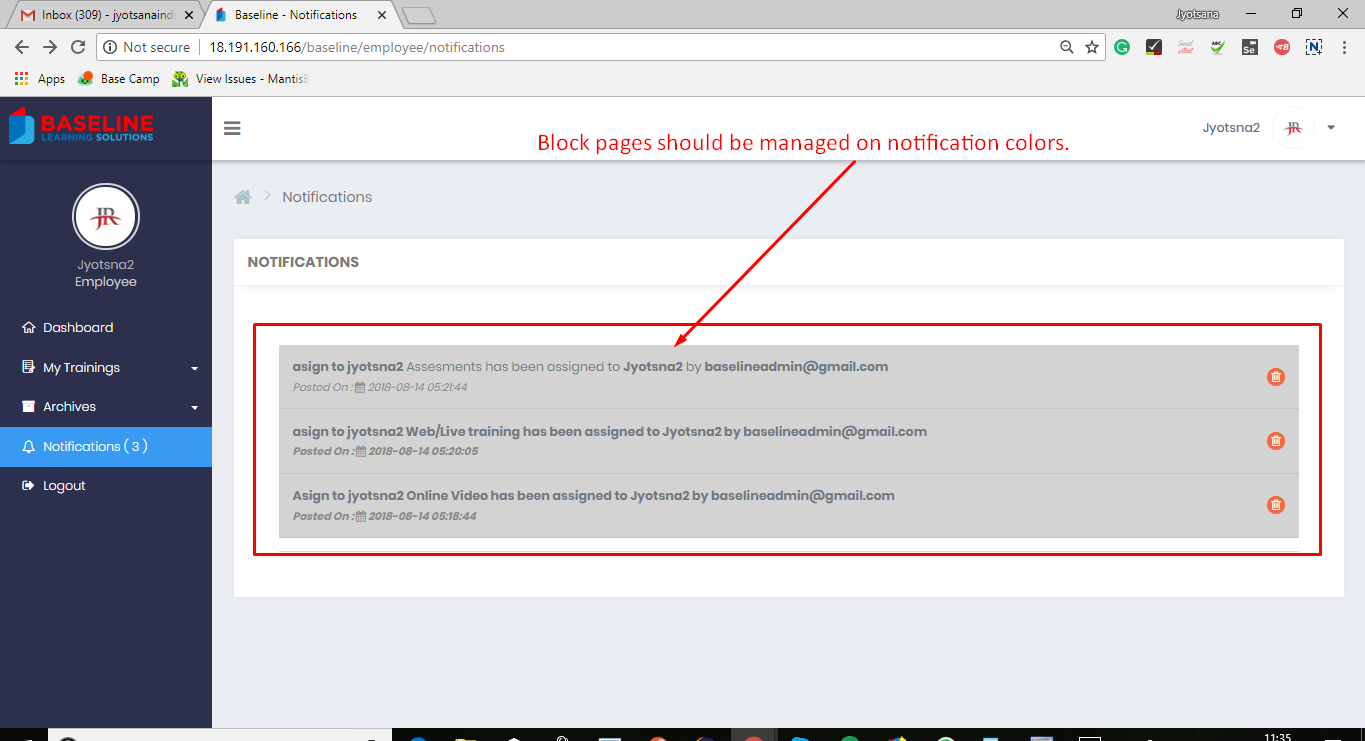 Inbox (309) - jyotsanaind
Baseline - Notifications
Jyotsana
Not secure
18.191.160.166/baseline/employee/notifications
Apps
Base Camp
View Issues - MantisB
BASELINE
LEARNING SOLUTIONS
Jyotsna2
Block pages should be managed on notification colors.
Notifications
Jyotsna2
Employee
NOTIFICATIONS
Dashboard
My Trainings
Archives
Notifications ( 3 )
Logout
asign to jyotsna2 Assesments has been assigned to Jyotsna2 by baselineadmin@gmail.com
Posted On : 2018-08-14 05:21:44
asign to jyotsna2 Web/Live training has been assigned to Jyotsna2 by baselineadmin@gmail.com
Posted On : 2018-08-14 05:20:05
Asign to jyotsna2 Online Video has been assigned to Jyotsna2 by baselineadmin@gmail.com
Posted On : 2018-08-14 05:18:44
11:35